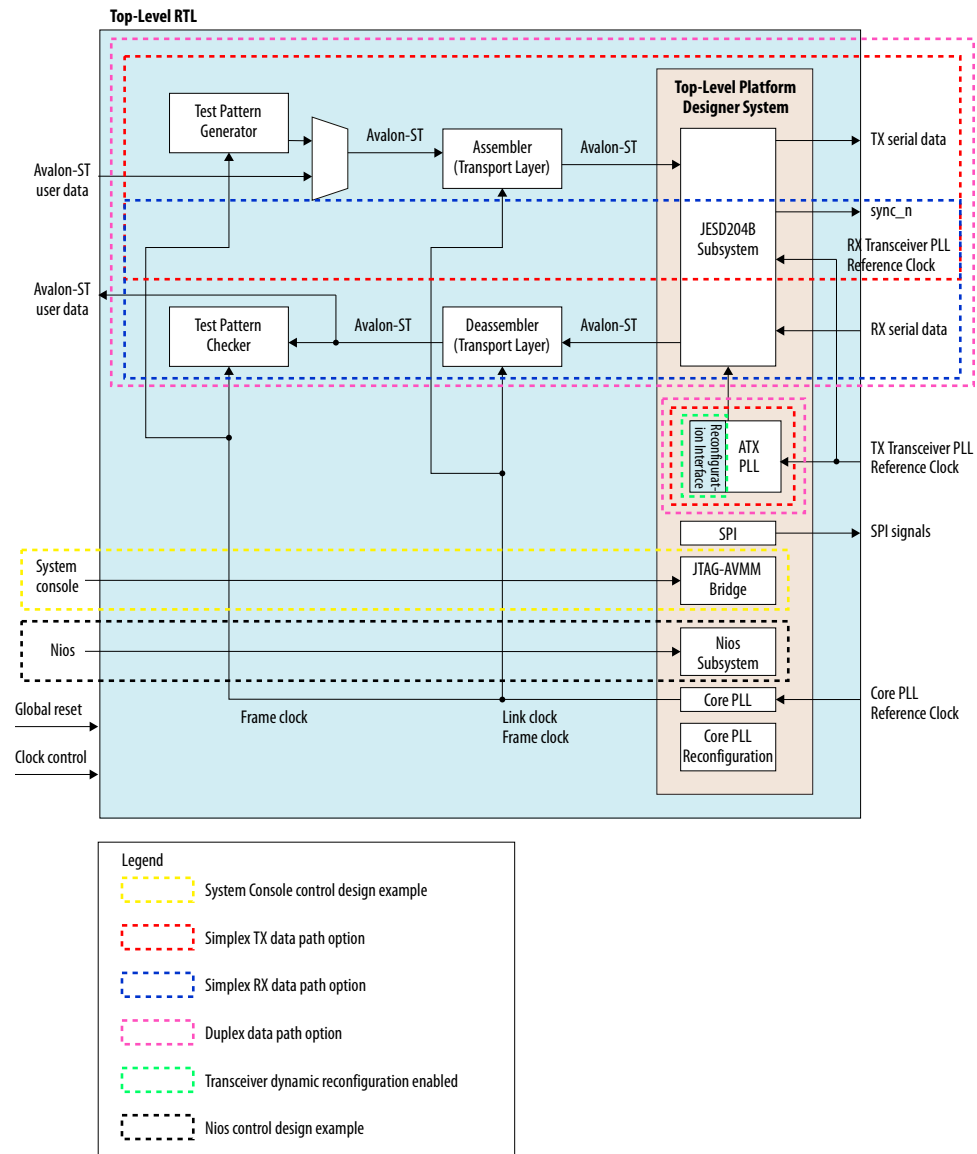 Top-Level RTL
Top-Level Platform
Designer System
Test Pattern
Generator
Avalon-ST
Assembler
(Transport Layer)
Avalon-ST
TX serial data
Avalon-ST
user data
JESD204B
Subsystem
sync_n
RX Transceiver PLL
Reference Clock
Avalon-ST
user data
Test Pattern
Checker
Avalon-ST
Deassembler
(Transport Layer)
Avalon-ST
RX serial data
Reconfigurat-
ion Interface
ATX
PLL
TX Transceiver PLL
Reference Clock
SPI
SPI signals
System
console
JTAG-AVMM
Bridge
Nios
Nios
Subsystem
Global reset
Frame clock
Link clock
Frame clock
Core PLL
Core PLL
Reference Clock
Clock control
Core PLL
Reconfiguration
Legend
System Console control design example
Simplex TX data path option
Simplex RX data path option
Duplex data path option
Transceiver dynamic reconfiguration enabled
Nios control design example